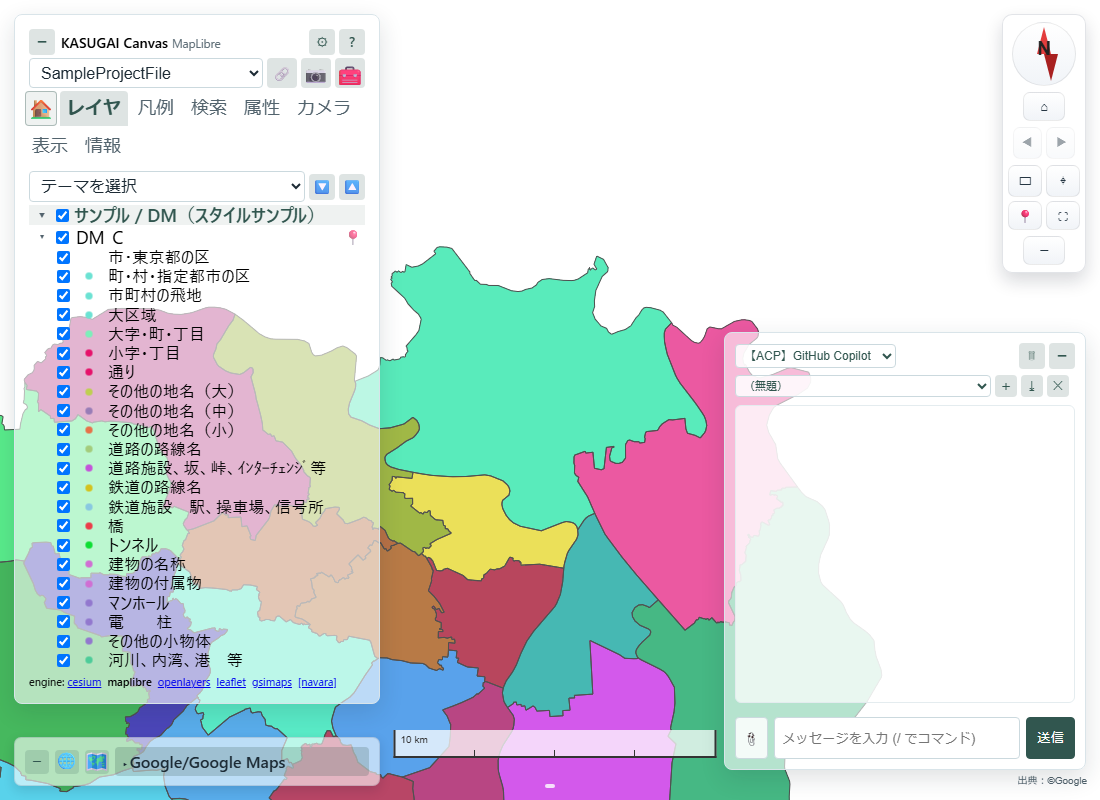 KASUGAI Canvas MapLibre
?
SampleProjectFile
レイヤ 凡例 検索 属性 カメラ
表示 情報
テーマを選択
サンプル / DM（スタイルサンプル）
DM C
市・東京都の区
町・村・指定都市の区
市町村の飛地
大区域
大字・町・丁目
小字・丁目
通り
その他の地名（大）
その他の地名（中）
その他の地名（小）
道路の路線名
道路施設、坂、峠、ｲﾝﾀｰﾁｪﾝｼﾞ等
鉄道の路線名
鉄道施設　駅、操車場、信号所
橋
トンネル
建物の名称
建物の付属物
マンホール
電　　柱
その他の小物体
河川、内湾、港　等
engine: cesium maplibre openlayers leaflet gsimaps [navara]
Google/Google Maps
10 km
N
【ACP】GitHub Copilot
（無題）
メッセージを入力 (/ でコマンド)
送信
出典：©Google